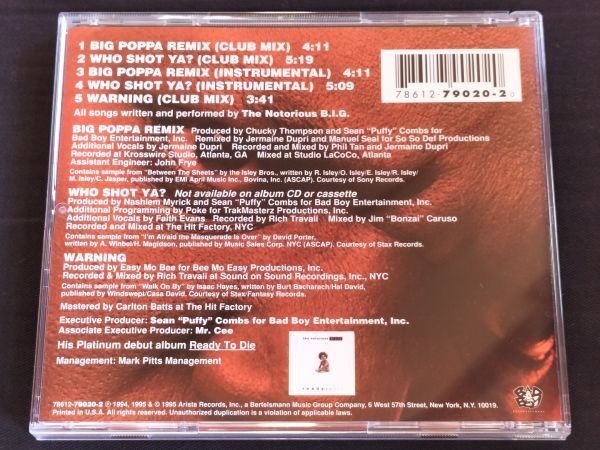 1 BIG POPPA REMIX (CLUB MIX) 4:11
2 WHO SHOT YA? (CLUB MIX) 5:19
3 BIG POPPA REMIX (INSTRUMENTAL) 4:11
4 WHO SHOT YA? (INSTRUMENTAL) 5:09
5 WARNING (CLUB MIX) 3:41
All songs written and performed by The Notorious B.I.G.
78612-79020-2
BIG POPPA REMIX Produced by Chucky Thompson and Sean "Puffy" Combs for
Bad Boy Entertainment, Inc. Remixed by Jermaine Dupri and Manuel Seal for So So Def Productions
Additional Vocals by Jermaine Dupri Recorded and Mixed by Phil Tan and Jermaine Dupri
Recorded at Krosswire Studio, Atlanta, GA Mixed at Studio LaCoCo, Atlanta
Assistant Engineer: John Frye
Contains sample from "Between The Sheets" by the Isley Bros., written by R. Isley/O. Isley/E. Isley/R. Isley/
M. Isley/C. Jasper, published by EMI April Music Inc., Bovina, Inc. (ASCAP). Courtesy of Sony Records.
WHO SHOT YA? Not available on album CD or cassette
Produced by Nashiem Myrick and Sean "Puffy" Combs for Bad Boy Entertainment, Inc.
Additional Programming by Poke for TrakMasterz Productions, Inc.
Additional Vocals by Faith Evans Recorded by Rich Travali Mixed by Jim "Bonzai" Caruso
Recorded and Mixed at The Hit Factory, NYC
Contains sample from "I'm Afraid the Masquerade Is Over" by David Porter,
written by A. Winbel/H. Magidson, published by Music Sales Corp. NYC (ASCAP). Courtesy of Stax Records.
WARNING
Produced by Easy Mo Bee for Bee Mo Easy Productions, Inc.
Recorded & Mixed by Rich Travali at Sound on Sound Recordings, Inc., NYC
Contains sample from "Walk On By" by Isaac Hayes, written by Burt Bacharach/Hal David,
published by Windswept/Casa David. Courtesy of Stax/Fantasy Records.
Mastered by Carlton Batts at The Hit Factory
Executive Producer: Sean "Puffy" Combs for Bad Boy Entertainment, Inc.
Associate Executive Producer: Mr. Cee
His Platinum debut album Ready To Die
Management: Mark Pitts Management
the notorious
78612-79020-2 ℗ 1994, 1995 & © 1995 Arista Records, Inc., a Bertelsmann Music Group Company, 6 West 57th Street, New York, N.Y. 10019.
Printed in U.S.A. All rights reserved. Unauthorized duplication is a violation of applicable laws.